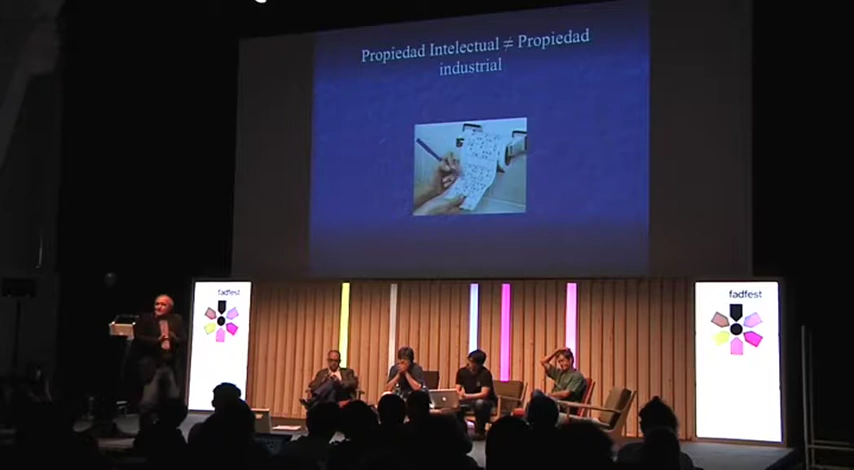 Propiedad Intelectual ≠ Propiedad
industrial
fadfest
fadfest